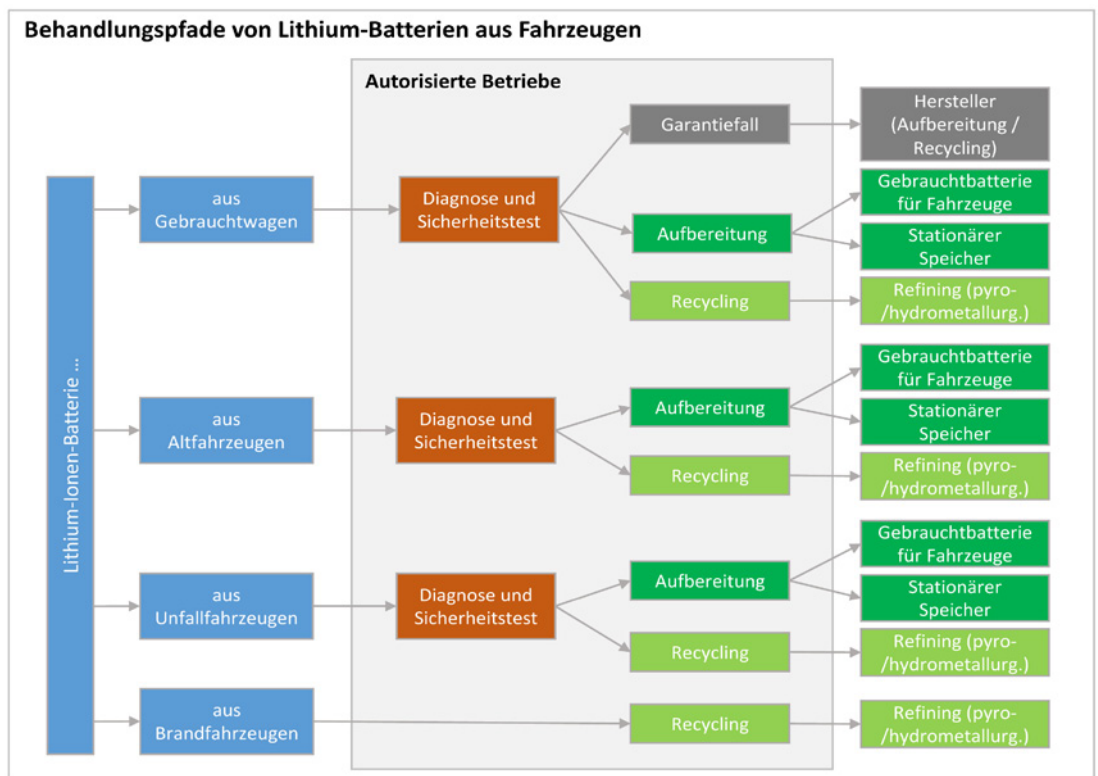 Behandlungspfade von Lithium-Batterien aus Fahrzeugen
Autorisierte Betriebe
Lithium-Ionen-Batterie ...
aus
Gebrauchtwagen
Diagnose und
Sicherheitstest
Garantiefall
Hersteller
(Aufbereitung /
Recycling)
Aufbereitung
Gebrauchtbatterie
für Fahrzeuge
Stationärer
Speicher
Recycling
Refining (pyro-
/hydrometallurg.)
aus
Altfahrzeugen
Diagnose und
Sicherheitstest
Aufbereitung
Gebrauchtbatterie
für Fahrzeuge
Stationärer
Speicher
Recycling
Refining (pyro-
/hydrometallurg.)
aus
Unfallfahrzeugen
Diagnose und
Sicherheitstest
Aufbereitung
Gebrauchtbatterie
für Fahrzeuge
Stationärer
Speicher
Recycling
Refining (pyro-
/hydrometallurg.)
aus
Brandfahrzeugen
Recycling
Refining (pyro-
/hydrometallurg.)